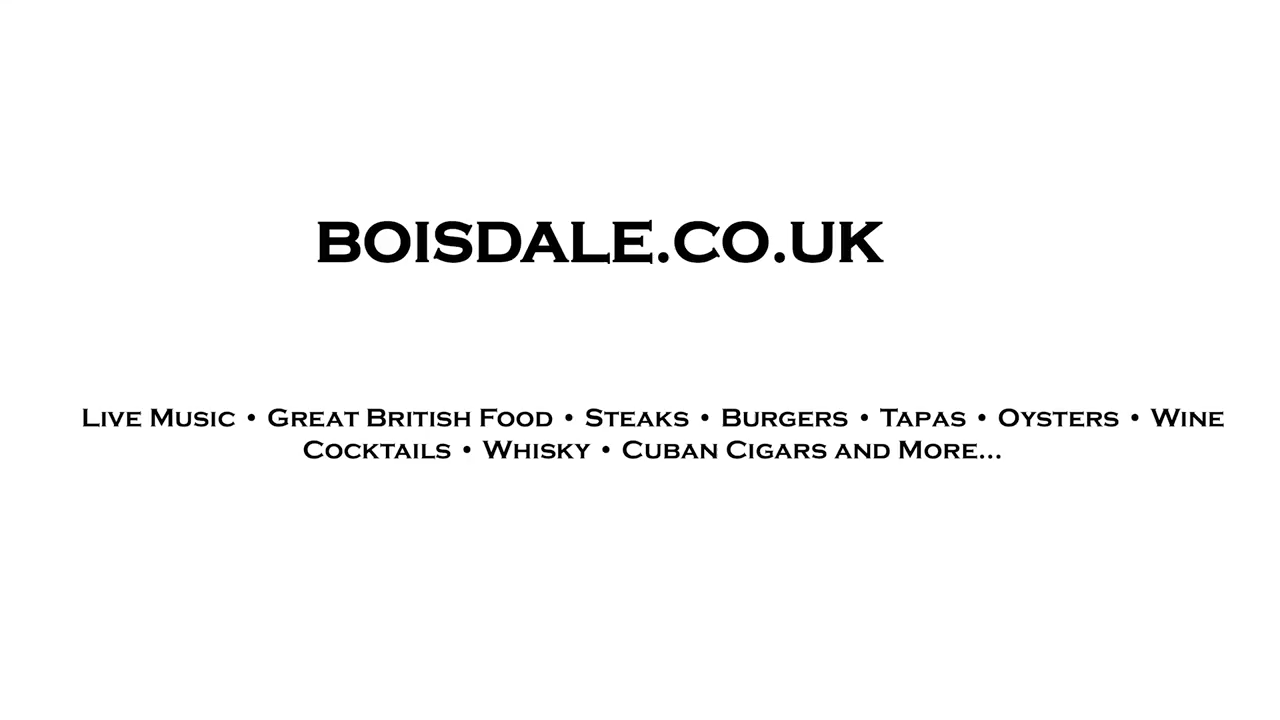 BOISDALE.CO.UK
Live Music • Great British Food • Steaks • Burgers • Tapas • Oysters • Wine
Cocktails • Whisky • Cuban Cigars and More...